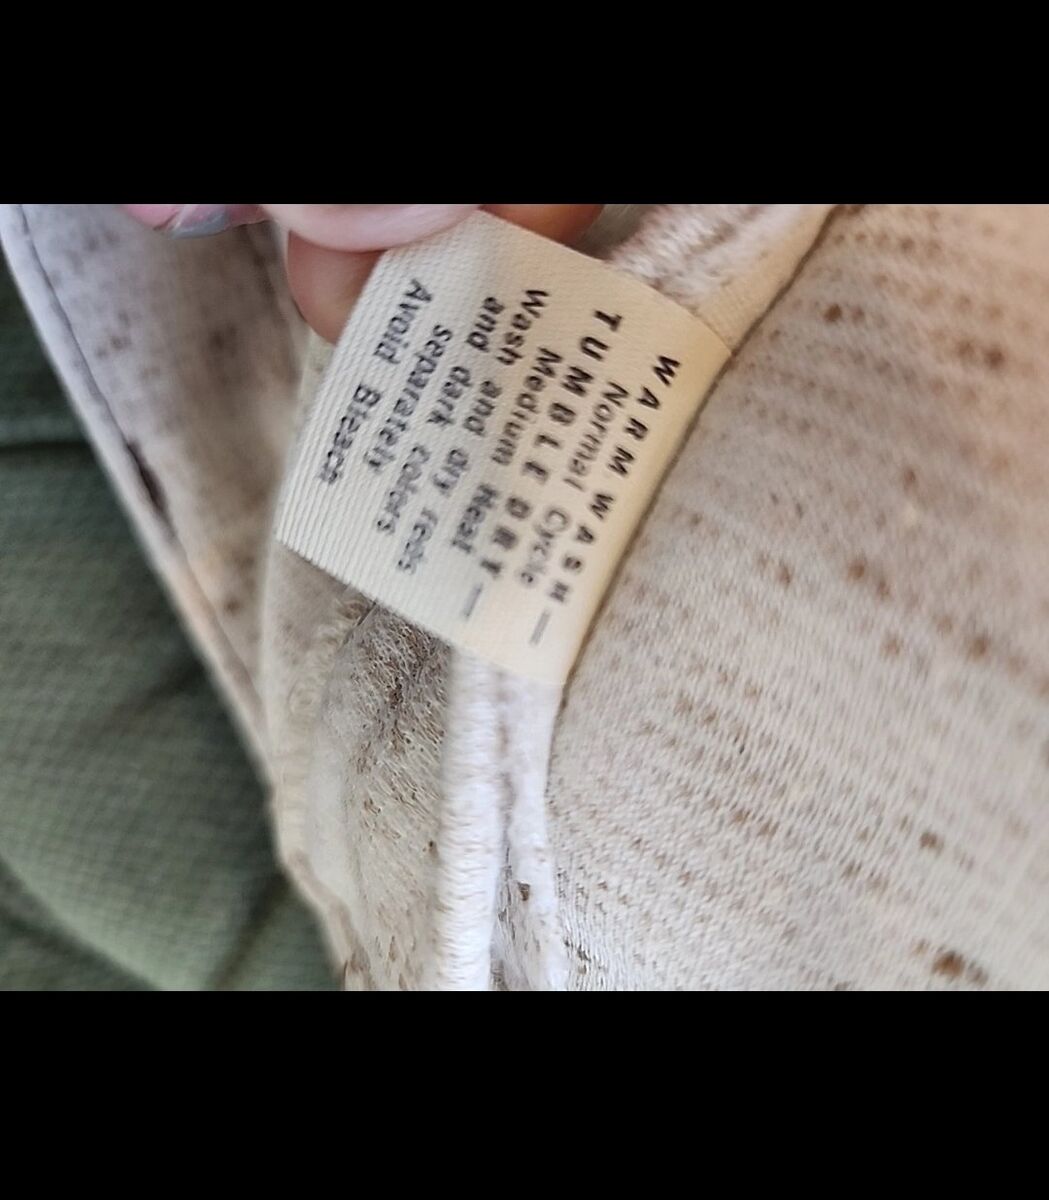 WARM WASH —
Normal Cycle
TUMBLE DRY —
Medium Heat
Wash and dry reds
and dark colors
separately
Avoid Bleach